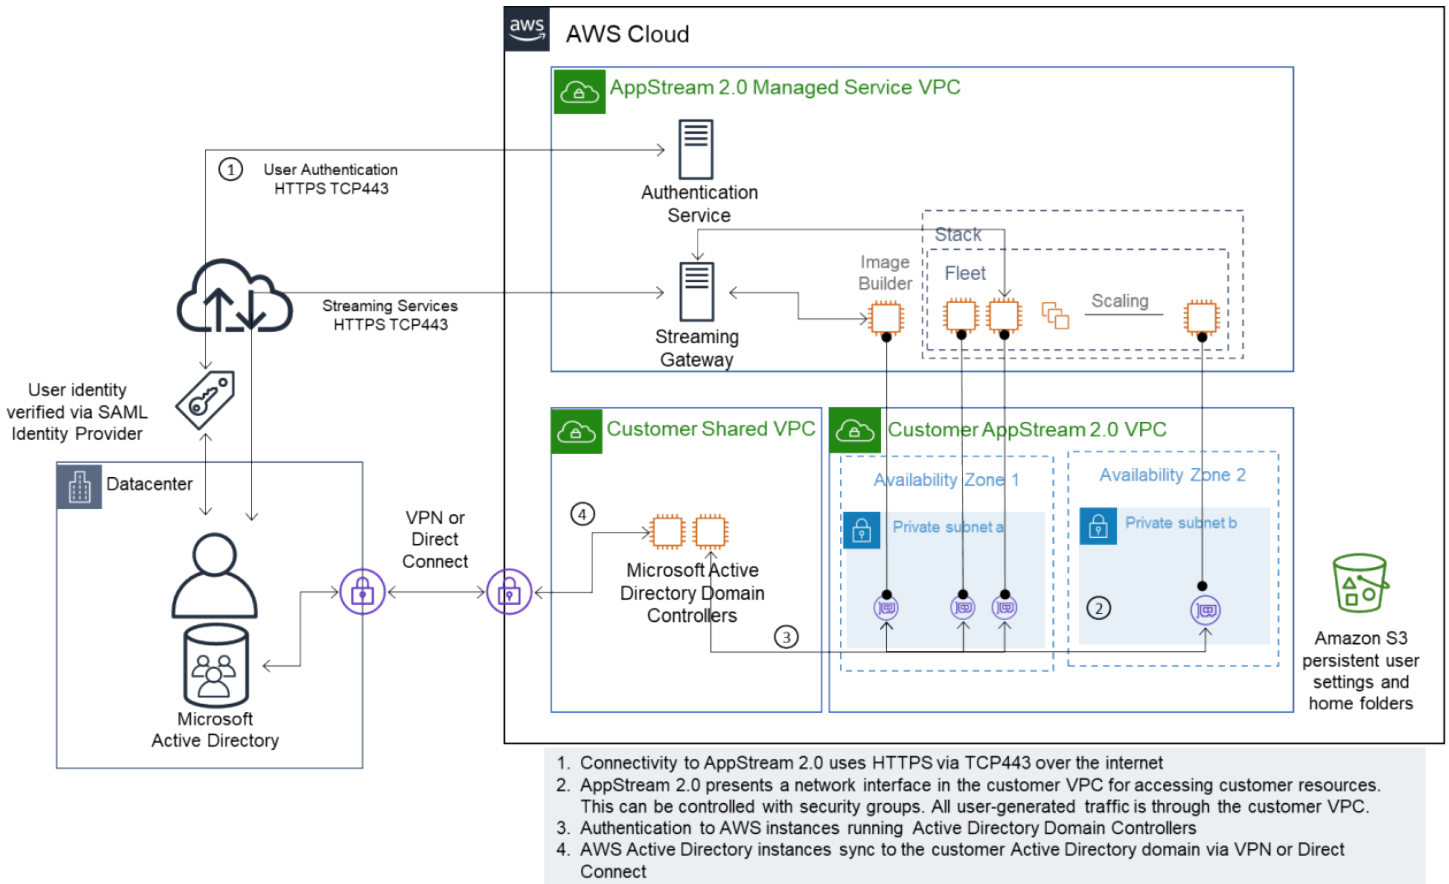 aws
AWS Cloud
AppStream 2.0 Managed Service VPC
1
User Authentication
HTTPS TCP443
Authentication
Service
Stack
Image
Builder
Fleet
Scaling
Streaming Services
HTTPS TCP443
Streaming
Gateway
User identity
verified via SAML
Identity Provider
Customer Shared VPC
Customer AppStream 2.0 VPC
Datacenter
Availability Zone 1
Availability Zone 2
VPN or
Direct
Connect
4
Private subnet a
Private subnet b
Microsoft Active
Directory Domain
Controllers
2
3
Amazon S3
persistent user
settings and
home folders
Microsoft
Active Directory
1. Connectivity to AppStream 2.0 uses HTTPS via TCP443 over the internet
2. AppStream 2.0 presents a network interface in the customer VPC for accessing customer resources.
This can be controlled with security groups. All user-generated traffic is through the customer VPC.
3. Authentication to AWS instances running Active Directory Domain Controllers
4. AWS Active Directory instances sync to the customer Active Directory domain via VPN or Direct
Connect